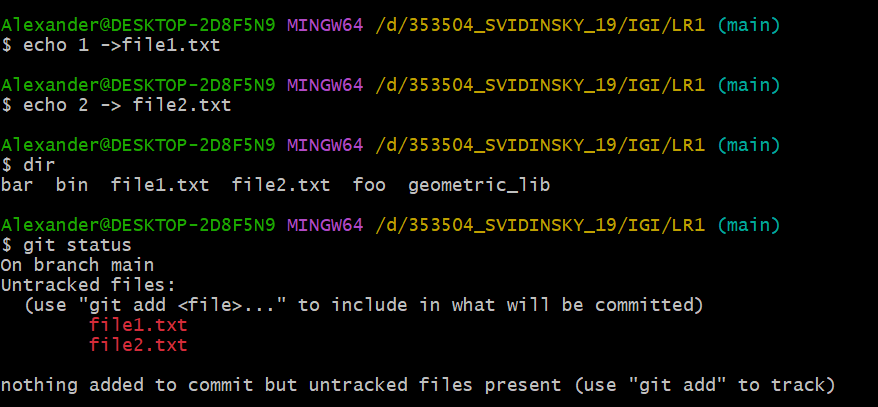 Alexander@DESKTOP-2D8F5N9 MINGW64 /d/353504_SVIDINSKY_19/IGI/LR1 (main)
$ echo 1 ->file1.txt
Alexander@DESKTOP-2D8F5N9 MINGW64 /d/353504_SVIDINSKY_19/IGI/LR1 (main)
$ echo 2 -> file2.txt
Alexander@DESKTOP-2D8F5N9 MINGW64 /d/353504_SVIDINSKY_19/IGI/LR1 (main)
$ dir
bar  bin  file1.txt  file2.txt  foo  geometric_lib
Alexander@DESKTOP-2D8F5N9 MINGW64 /d/353504_SVIDINSKY_19/IGI/LR1 (main)
$ git status
On branch main
Untracked files:
  (use "git add <file>..." to include in what will be committed)
        file1.txt
        file2.txt
nothing added to commit but untracked files present (use "git add" to track)